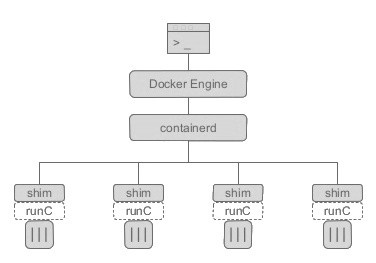 > _
Docker Engine
containerd
shim shim shim shim
runC runC runC runC